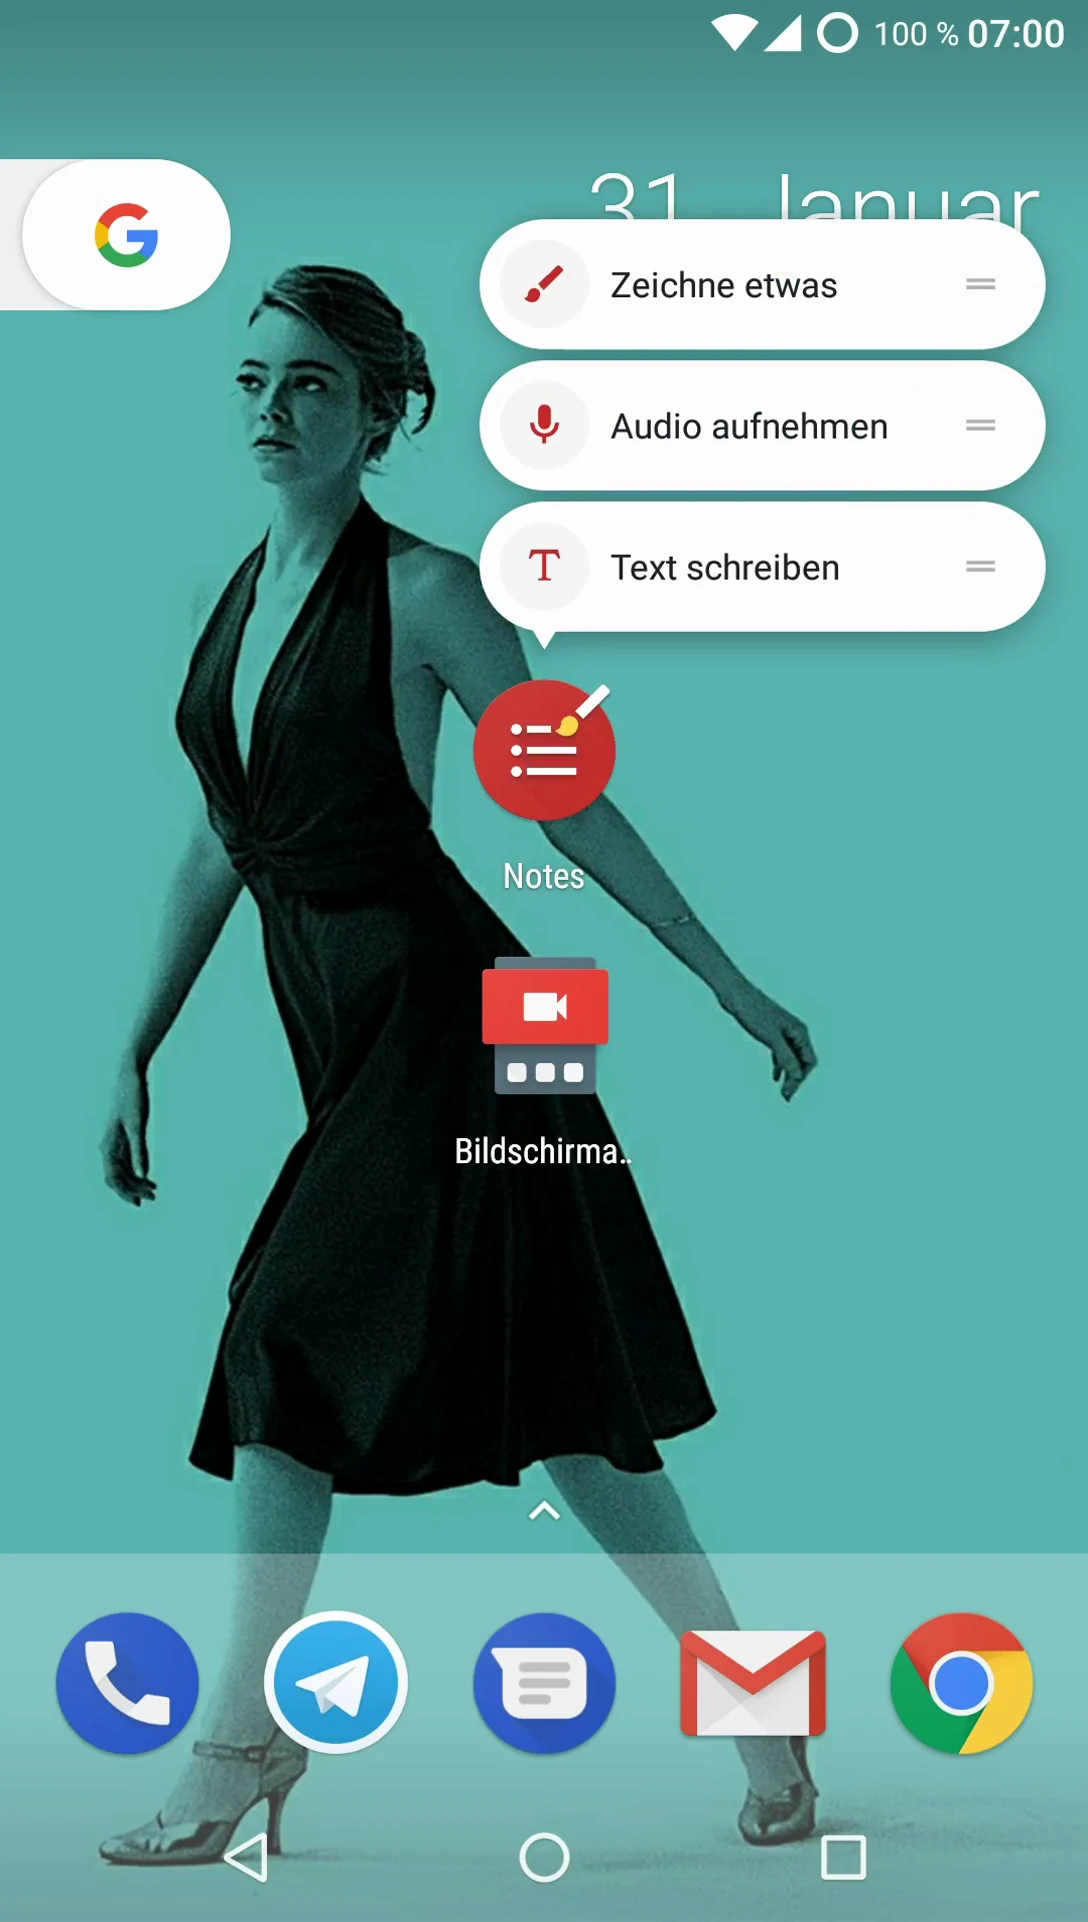 100 % 07:00
31. Januar
Zeichne etwas
Audio aufnehmen
Text schreiben
Notes
Bildschirma..